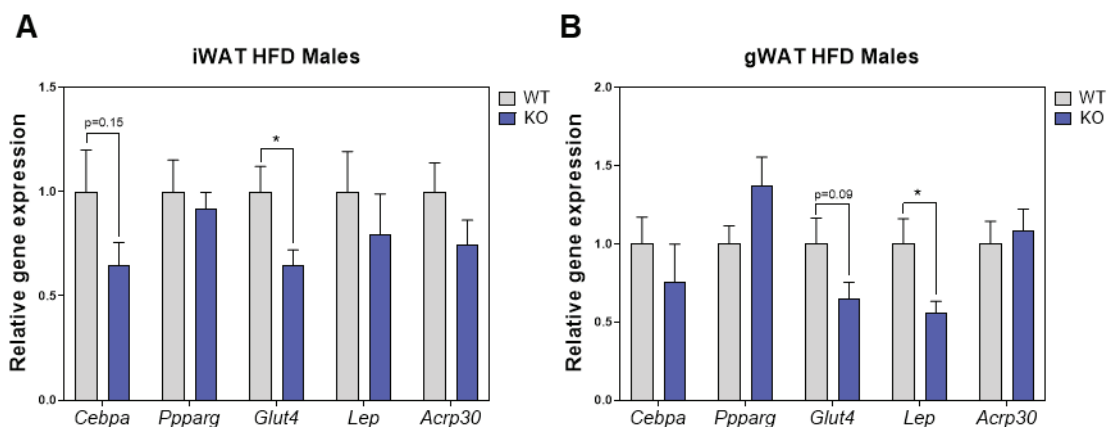 A
iWAT HFD Males
Relative gene expression
1.5
1.0
0.5
0.0
p=0.15
*
WT
KO
Cebpa Ppparg Glut4 Lep Acrp30
B
gWAT HFD Males
Relative gene expression
2.0
1.5
1.0
0.5
0.0
p=0.09
*
WT
KO
Cebpa Ppparg Glut4 Lep Acrp30